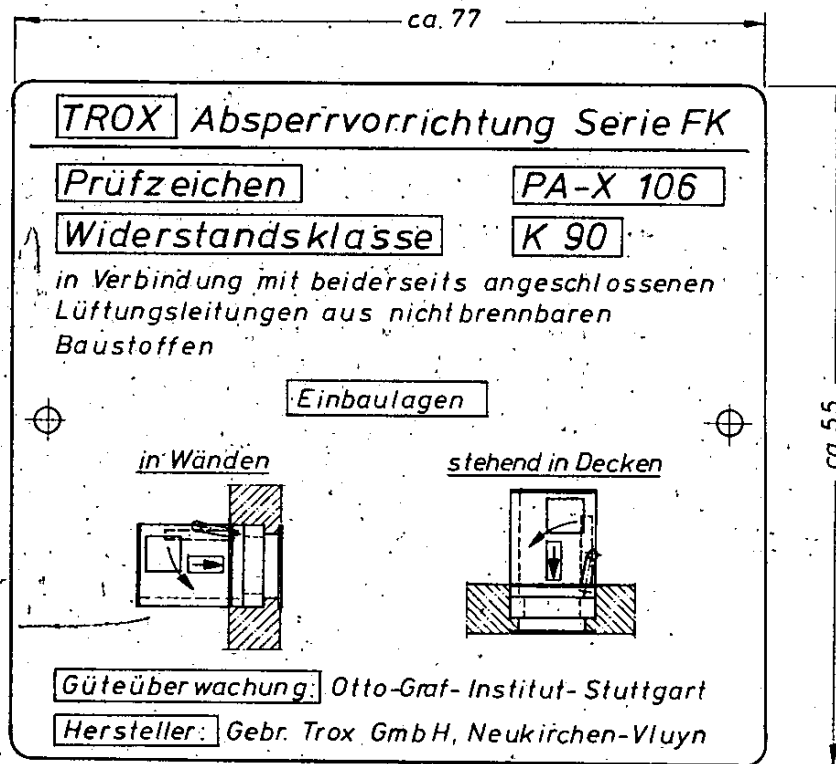 ca. 77
TROX Absperrvorrichtung Serie FK
Prüfzeichen PA-X 106
Widerstandsklasse K 90
in Verbindung mit beiderseits angeschlossenen
Lüftungsleitungen aus nichtbrennbaren
Baustoffen
Einbaulagen
ca. 55
in Wänden stehend in Decken
Güteüberwachung: Otto-Graf-Institut-Stuttgart
Hersteller: Gebr. Trox GmbH, Neukirchen-Vluyn